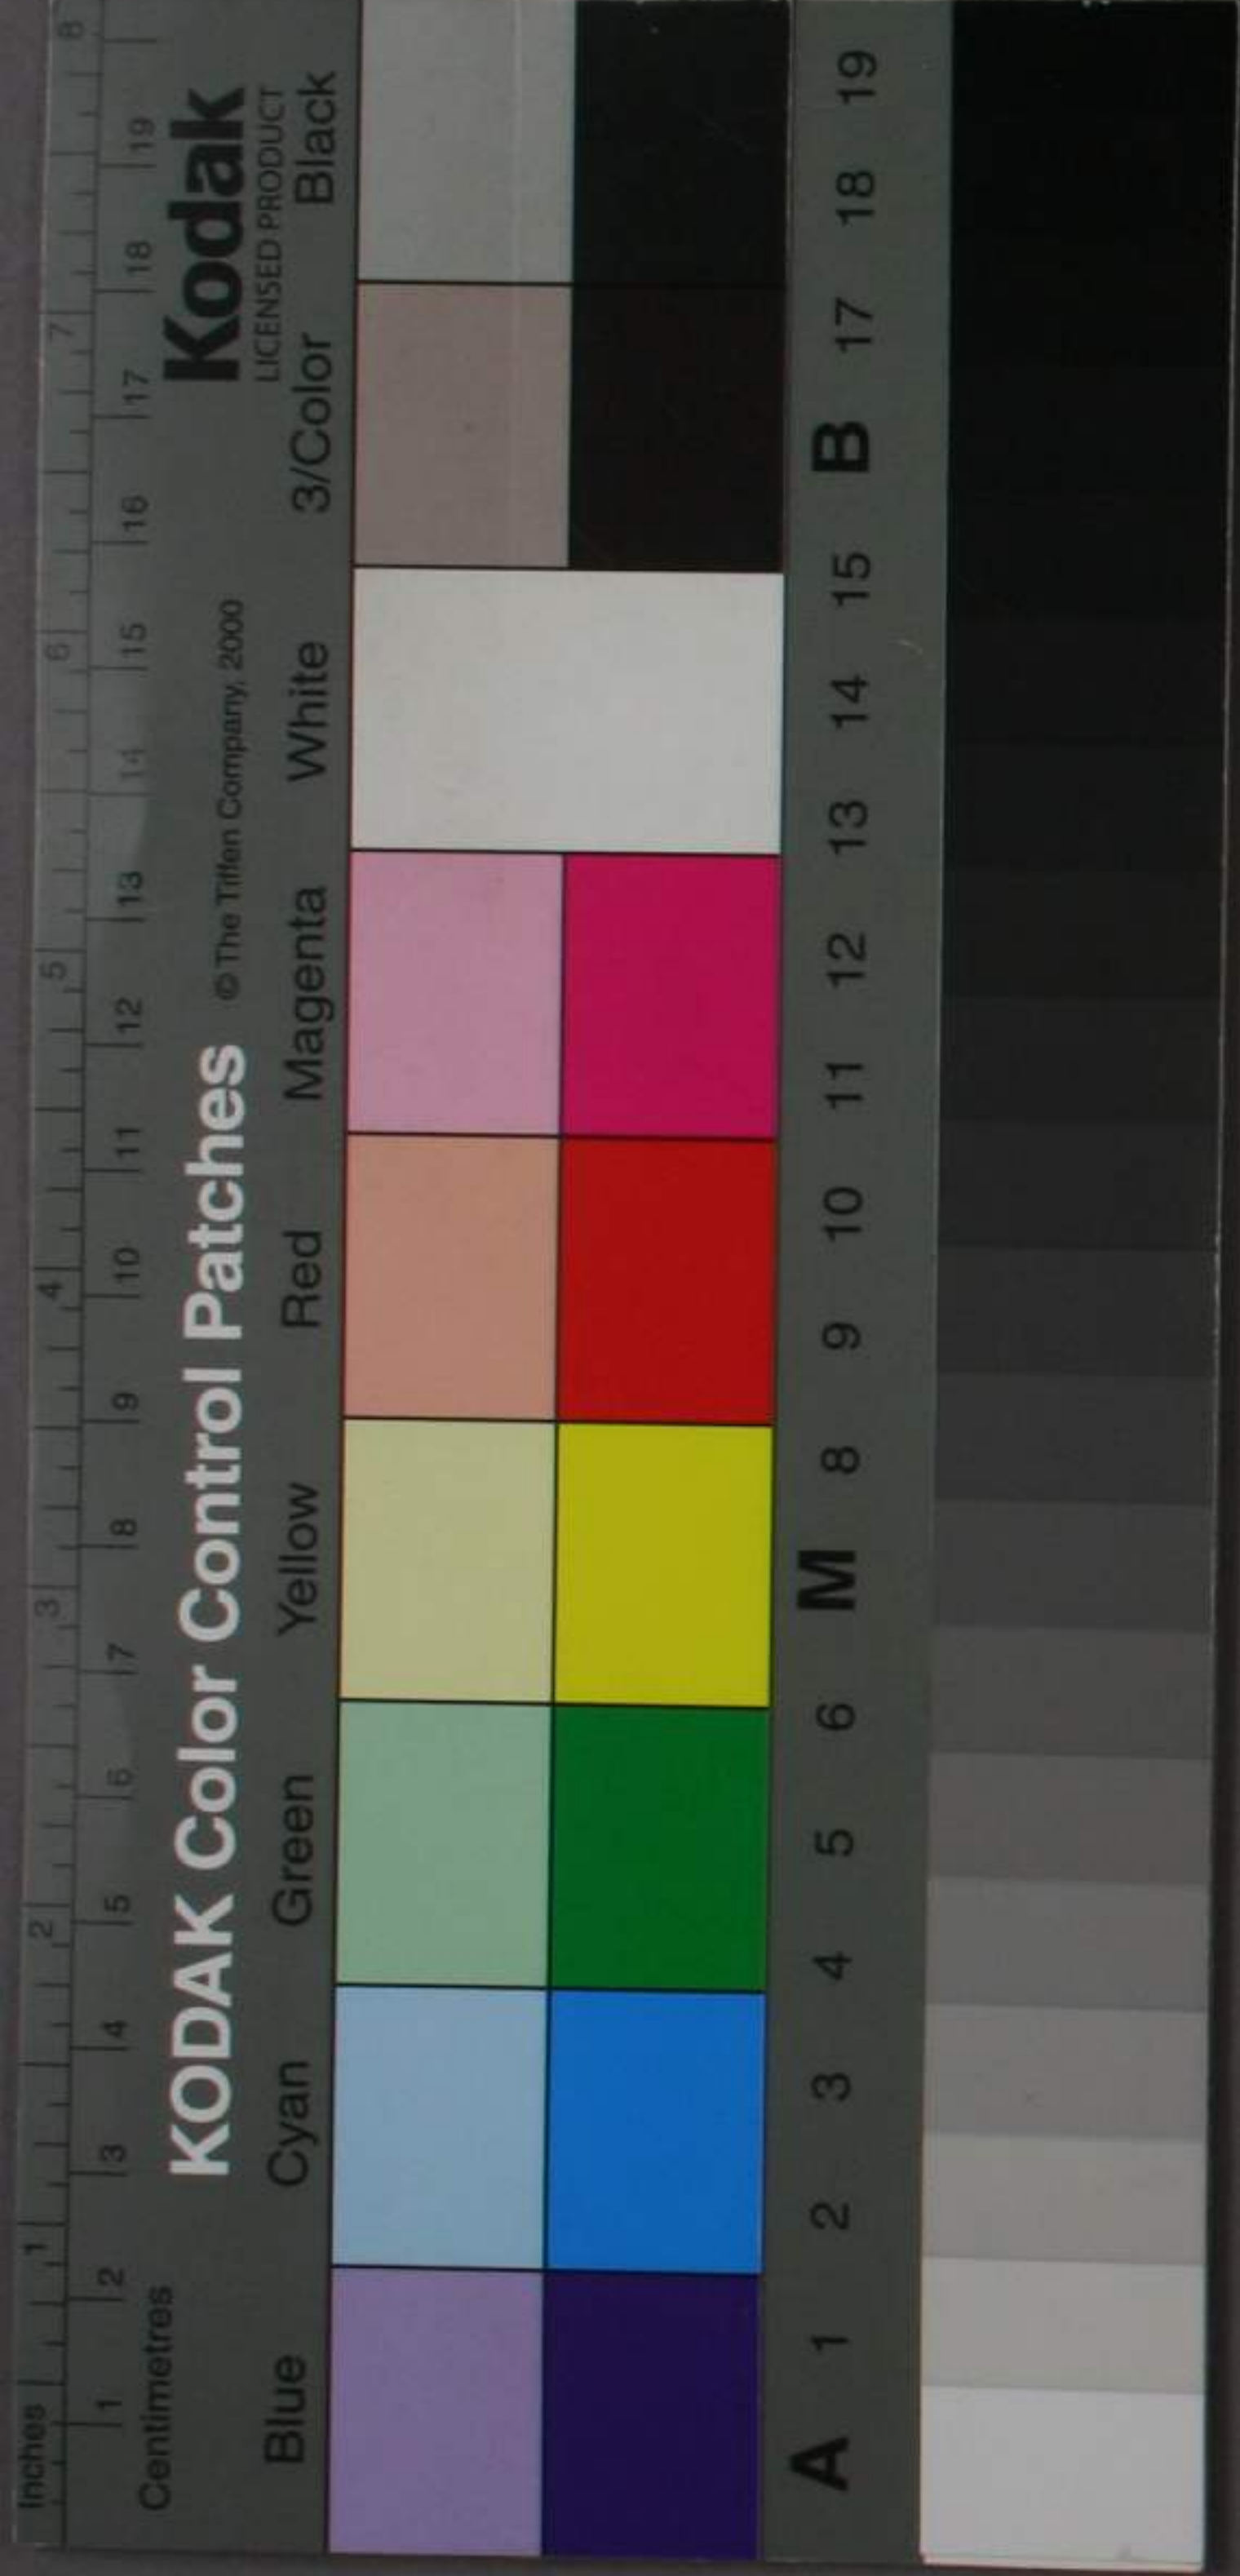 Inches 1 2 3 4 5 6 7 8
Centimetres 1 2 3 4 5 6 7 8 9 10 11 12 13 14 15 16 17 18 19
KODAK Color Control Patches © The Tiffen Company, 2000 Kodak
LICENSED PRODUCT
Blue Cyan Green Yellow Red Magenta White 3/Color Black
A 1 2 3 4 5 6 M 8 9 10 11 12 13 14 15 B 17 18 19